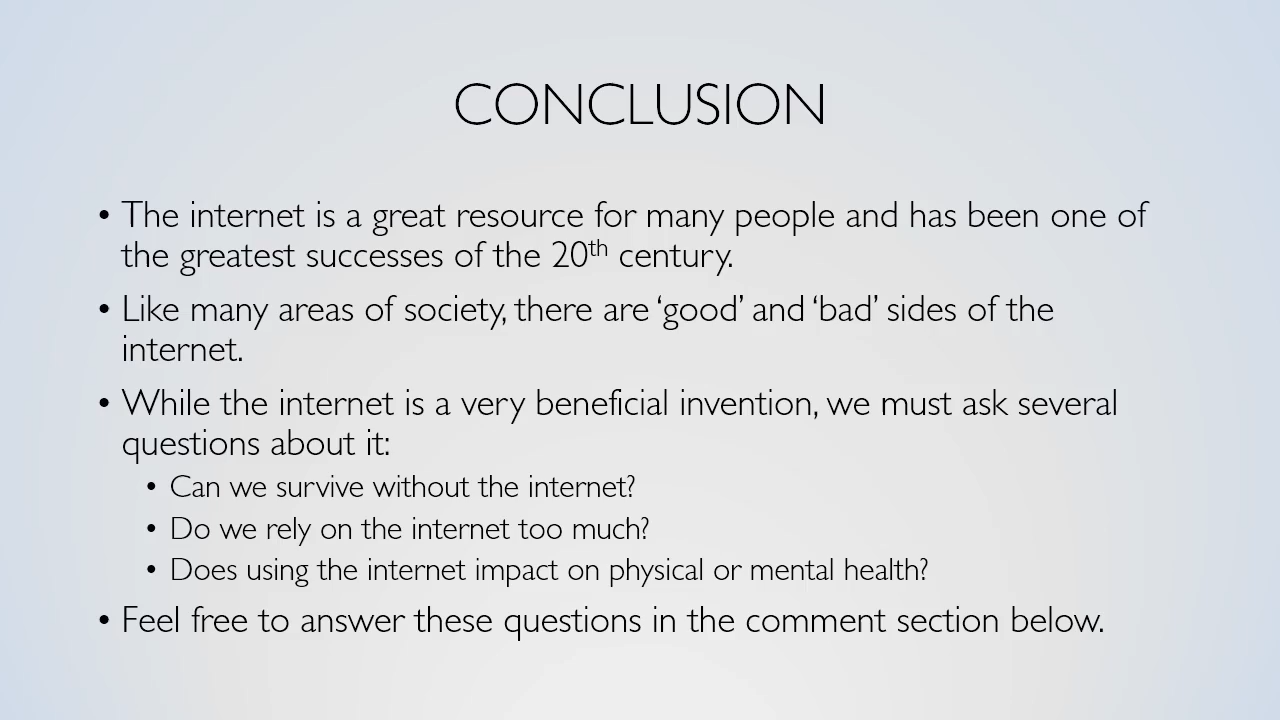 CONCLUSION
• The internet is a great resource for many people and has been one of
the greatest successes of the 20th century.
• Like many areas of society, there are ‘good’ and ‘bad’ sides of the
internet.
• While the internet is a very beneficial invention, we must ask several
questions about it:
• Can we survive without the internet?
• Do we rely on the internet too much?
• Does using the internet impact on physical or mental health?
• Feel free to answer these questions in the comment section below.